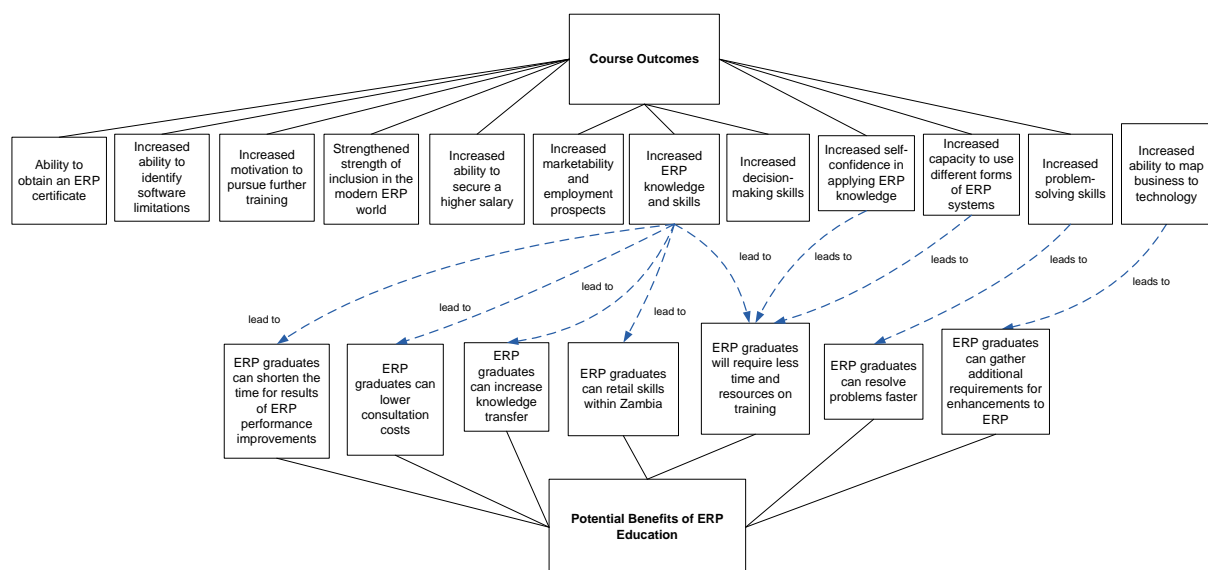 Course Outcomes
Ability to
obtain an ERP
certificate
Increased
ability to
identify
software
limitations
Increased
motivation to
pursue further
training
Strengthened
strength of
inclusion in the
modern ERP
world
Increased
ability to
secure a
higher salary
Increased
marketability
and
employment
prospects
Increased
ERP
knowledge
and skills
Increased
decision-
making skills
Increased self-
confidence in
applying ERP
knowledge
Increased
capacity to use
different forms
of ERP
systems
Increased
problem-
solving skills
Increased
ability to map
business to
technology
lead to
lead to
lead to
lead to
lead to
leads to
leads to
leads to
leads to
ERP graduates
can shorten the
time for results
of ERP
performance
improvements
ERP
graduates can
lower
consultation
costs
ERP
graduates
can increase
knowledge
transfer
ERP graduates
can retail skills
within Zambia
ERP graduates
will require less
time and
resources on
training
ERP graduates
can resolve
problems faster
ERP graduates
can gather
additional
requirements for
enhancements to
ERP
Potential Benefits of ERP
Education